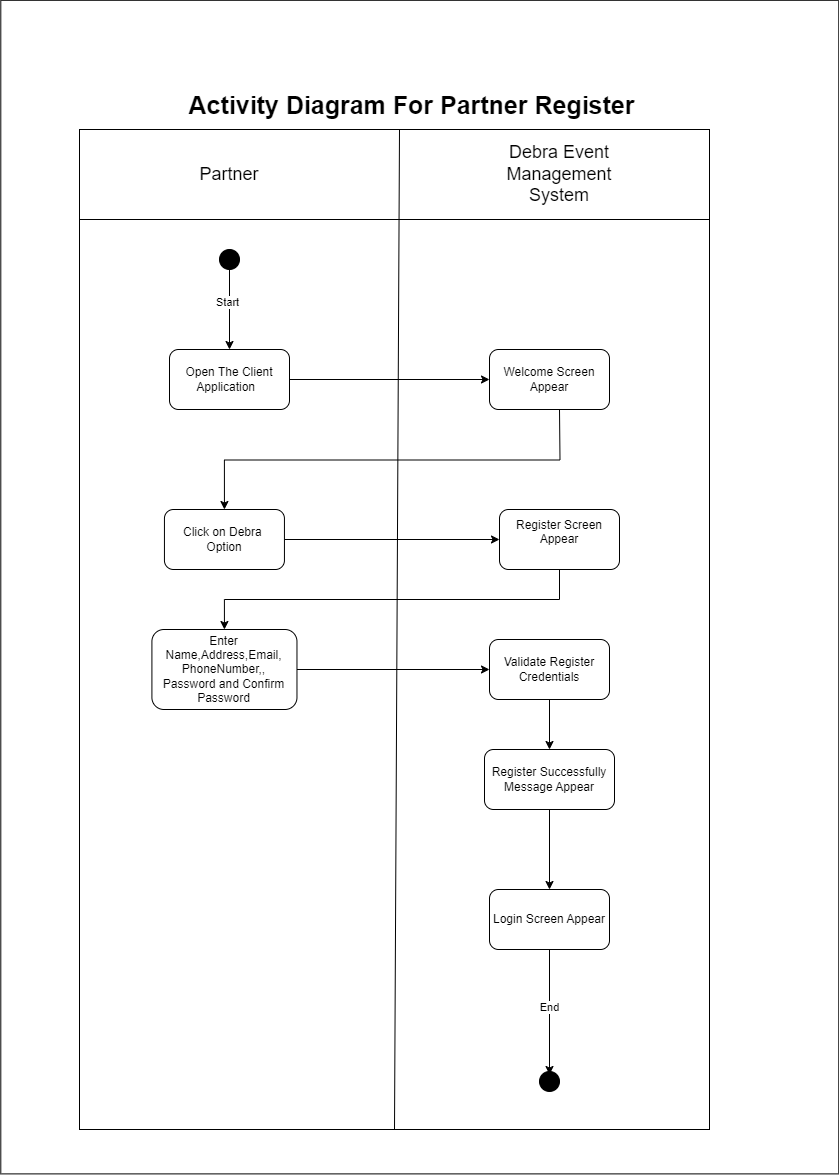 Activity Diagram For Partner Register
Partner
Debra Event
Management
System
Start
Open The Client
Application
Welcome Screen
Appear
Click on Debra
Option
Register Screen
Appear
Enter
Name,Address,Email,
PhoneNumber,,
Password and Confirm
Password
Validate Register
Credentials
Register Successfully
Message Appear
Login Screen Appear
End